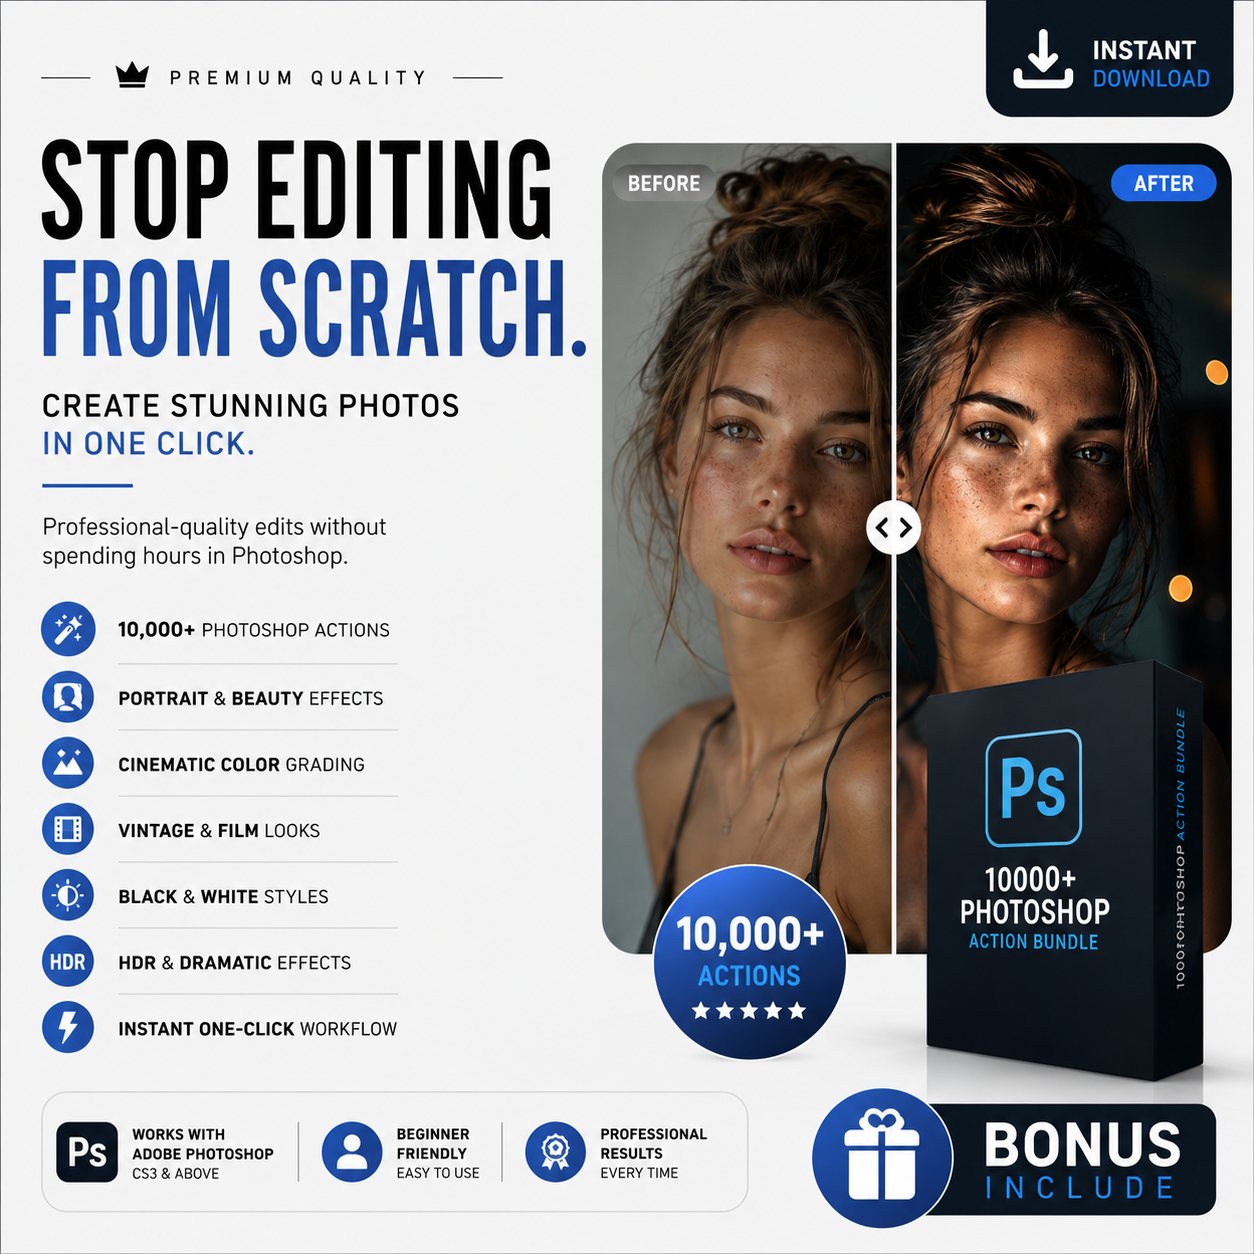 PREMIUM QUALITY
INSTANT
DOWNLOAD
STOP EDITING
FROM SCRATCH.
CREATE STUNNING PHOTOS
IN ONE CLICK.
Professional-quality edits without
spending hours in Photoshop.
10,000+ PHOTOSHOP ACTIONS
PORTRAIT & BEAUTY EFFECTS
CINEMATIC COLOR GRADING
VINTAGE & FILM LOOKS
BLACK & WHITE STYLES
HDR
HDR & DRAMATIC EFFECTS
INSTANT ONE-CLICK WORKFLOW
BEFORE
AFTER
Ps
10000+
PHOTOSHOP
ACTION BUNDLE
PHOTOSHOP ACTION BUNDLE
10,000+
ACTIONS
Ps
WORKS WITH
ADOBE PHOTOSHOP
CS3 & ABOVE
BEGINNER
FRIENDLY
EASY TO USE
PROFESSIONAL
RESULTS
EVERY TIME
BONUS
INCLUDE